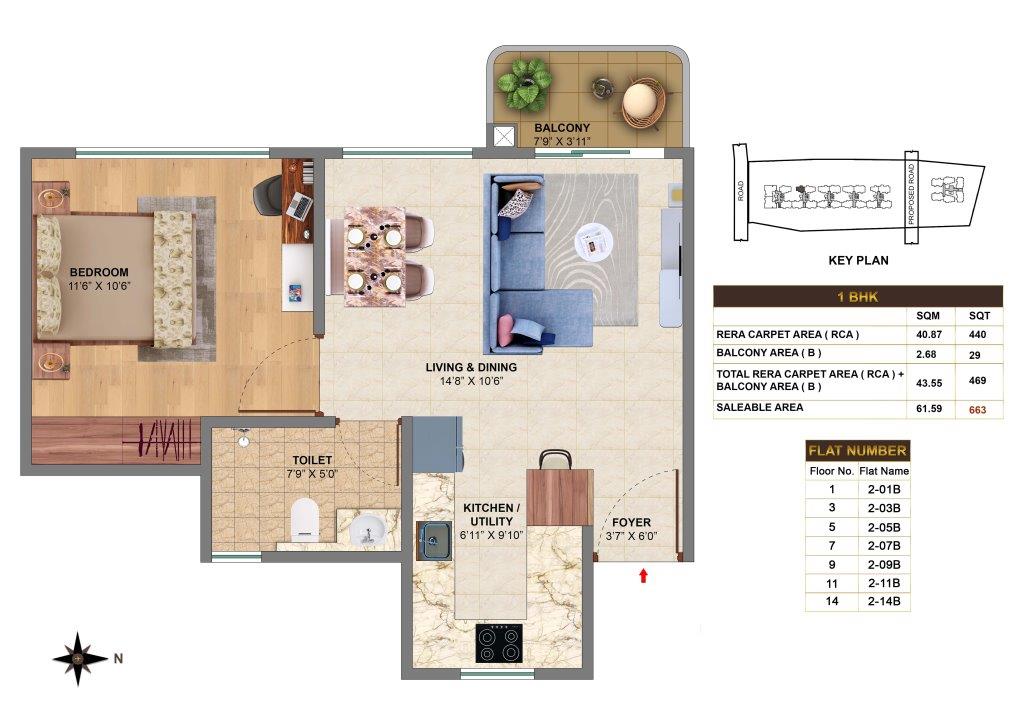 BALCONY
7'9" X 3'11"
BEDROOM
11'6" X 10'6"
LIVING & DINING
14'8" X 10'6"
TOILET
7'9" X 5'0"
KITCHEN /
UTILITY
6'11" X 9'10"
FOYER
3'7" X 6'0"
N
ROAD
PROPOSED ROAD
KEY PLAN
1 BHK
SQM SQT
RERA CARPET AREA ( RCA ) 40.87 440
BALCONY AREA ( B ) 2.68 29
TOTAL RERA CARPET AREA ( RCA ) +
BALCONY AREA ( B ) 43.55 469
SALEABLE AREA 61.59 663
FLAT NUMBER
Floor No. Flat Name
1 2-01B
3 2-03B
5 2-05B
7 2-07B
9 2-09B
11 2-11B
14 2-14B